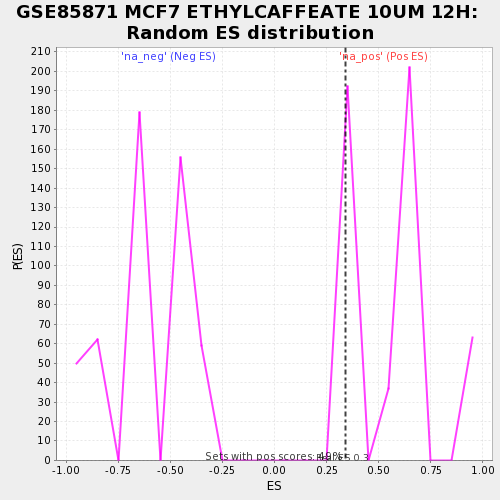 GSE85871 MCF7 ETHYLCAFFEATE 10UM 12H:
Random ES distribution
'na_neg' (Neg ES)
'na_pos' (Pos ES)
210
200
190
180
170
160
150
140
130
120
110
100
90
80
70
60
50
40
30
20
10
0
P(ES)
Sets with pos scores: 49%
-1.00 -0.75 -0.50 -0.25 0.00 0.25 0.50 0.75 1.00
ES